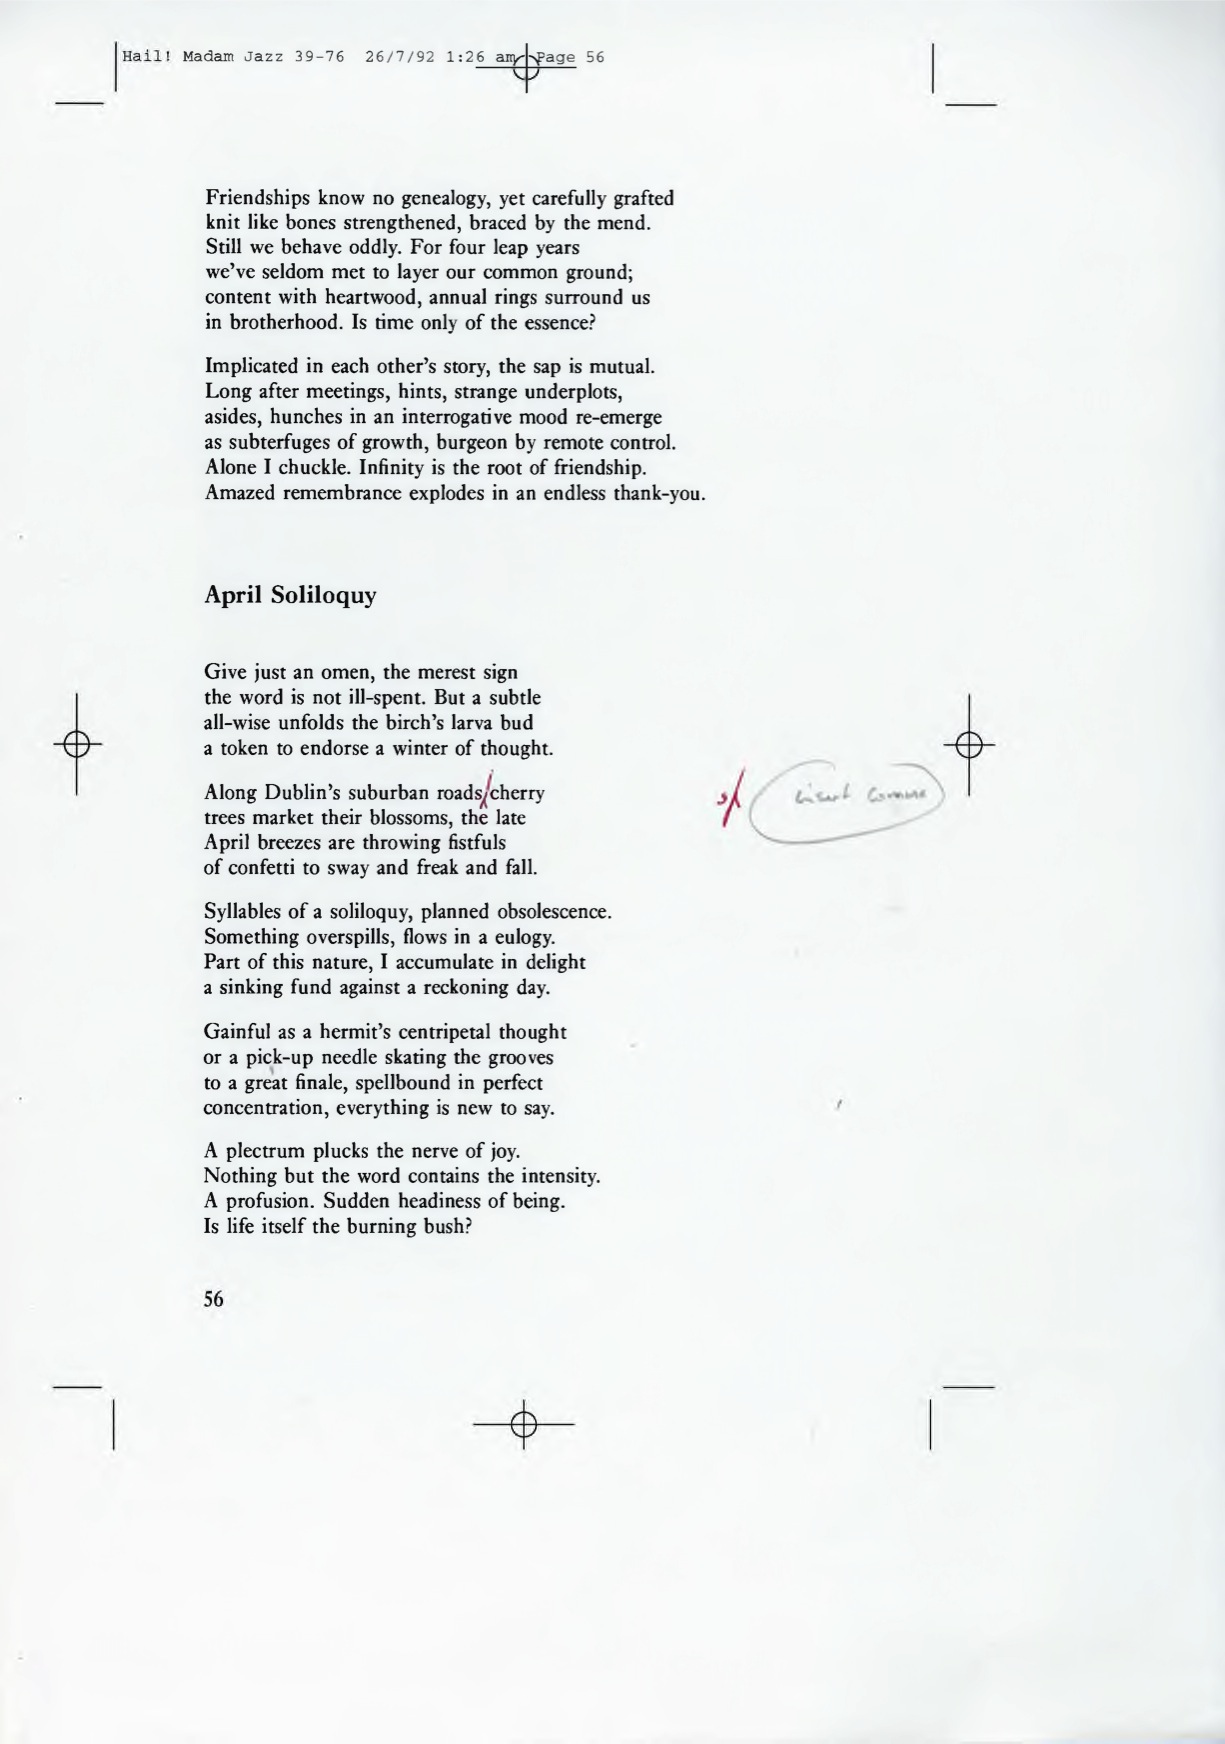 Hail! Madam Jazz 39-76 26/7/92 1:26 am Page 56
Friendships know no genealogy, yet carefully grafted
knit like bones strengthened, braced by the mend.
Still we behave oddly. For four leap years
we've seldom met to layer our common ground;
content with heartwood, annual rings surround us
in brotherhood. Is time only of the essence?
Implicated in each other's story, the sap is mutual.
Long after meetings, hints, strange underplots,
asides, hunches in an interrogative mood re-emerge
as subterfuges of growth, burgeon by remote control.
Alone I chuckle. Infinity is the root of friendship.
Amazed remembrance explodes in an endless thank-you.
April Soliloquy
Give just an omen, the merest sign
the word is not ill-spent. But a subtle
all-wise unfolds the birch's larva bud
a token to endorse a winter of thought.
Along Dublin's suburban roads cherry
insert comma
trees market their blossoms, the late
April breezes are throwing fistfuls
of confetti to sway and freak and fall.
Syllables of a soliloquy, planned obsolescence.
Something overspills, flows in a eulogy.
Part of this nature, I accumulate in delight
a sinking fund against a reckoning day.
Gainful as a hermit's centripetal thought
or a pick-up needle skating the grooves
to a great finale, spellbound in perfect
concentration, everything is new to say.
A plectrum plucks the nerve of joy.
Nothing but the word contains the intensity.
A profusion. Sudden headiness of being.
Is life itself the burning bush?
56